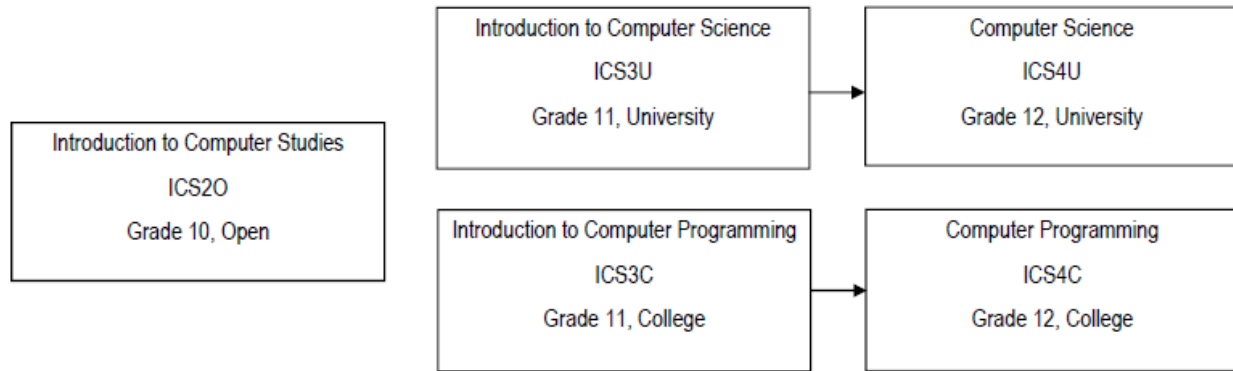 Introduction to Computer Studies
ICS2O
Grade 10, Open
Introduction to Computer Science
ICS3U
Grade 11, University
Computer Science
ICS4U
Grade 12, University
Introduction to Computer Programming
ICS3C
Grade 11, College
Computer Programming
ICS4C
Grade 12, College